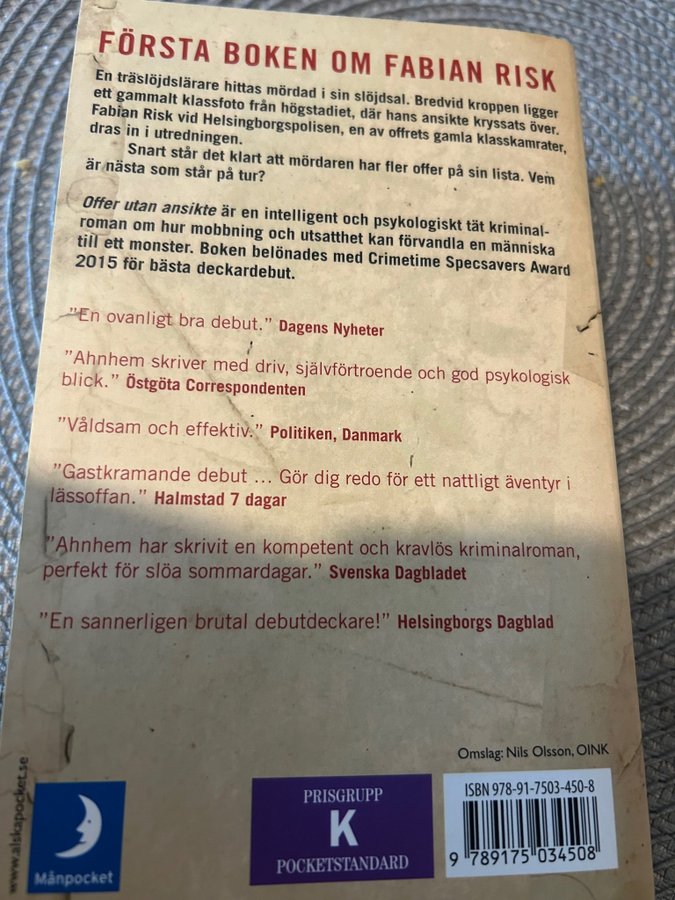 FÖRSTA BOKEN OM FABIAN RISK
En träslöjdslärare hittas mördad i sin slöjdsal. Bredvid kroppen ligger
ett gammalt klassfoto från högstadiet, där hans ansikte kryssats över.
Fabian Risk vid Helsingborgspolisen, en av offrets gamla klasskamrater,
dras in i utredningen.
Snart står det klart att mördaren har fler offer på sin lista. Vem
är nästa som står på tur?
Offer utan ansikte är en intelligent och psykologiskt tät kriminal-
roman om hur mobbning och utsatthet kan förvandla en människa
till ett monster. Boken belönades med Crimetime Specsavers Award
2015 för bästa deckardebut.
”En ovanligt bra debut.” Dagens Nyheter
”Ahnhem skriver med driv, självförtroende och god psykologisk
blick.” Östgöta Correspondenten
”Våldsam och effektiv.” Politiken, Danmark
”Gastkramande debut ... Gör dig redo för ett nattligt äventyr i
lässoffan.” Halmstad 7 dagar
”Ahnhem har skrivit en kompetent och kravlös kriminalroman,
perfekt för slöa sommardagar.” Svenska Dagbladet
”En sannerligen brutal debutdeckare!” Helsingborgs Dagblad
Omslag: Nils Olsson, OINK
www.alskapocket.se
Månpocket
PRISGRUPP
K
POCKETSTANDARD
ISBN 978-91-7503-450-8
9 789175 034508